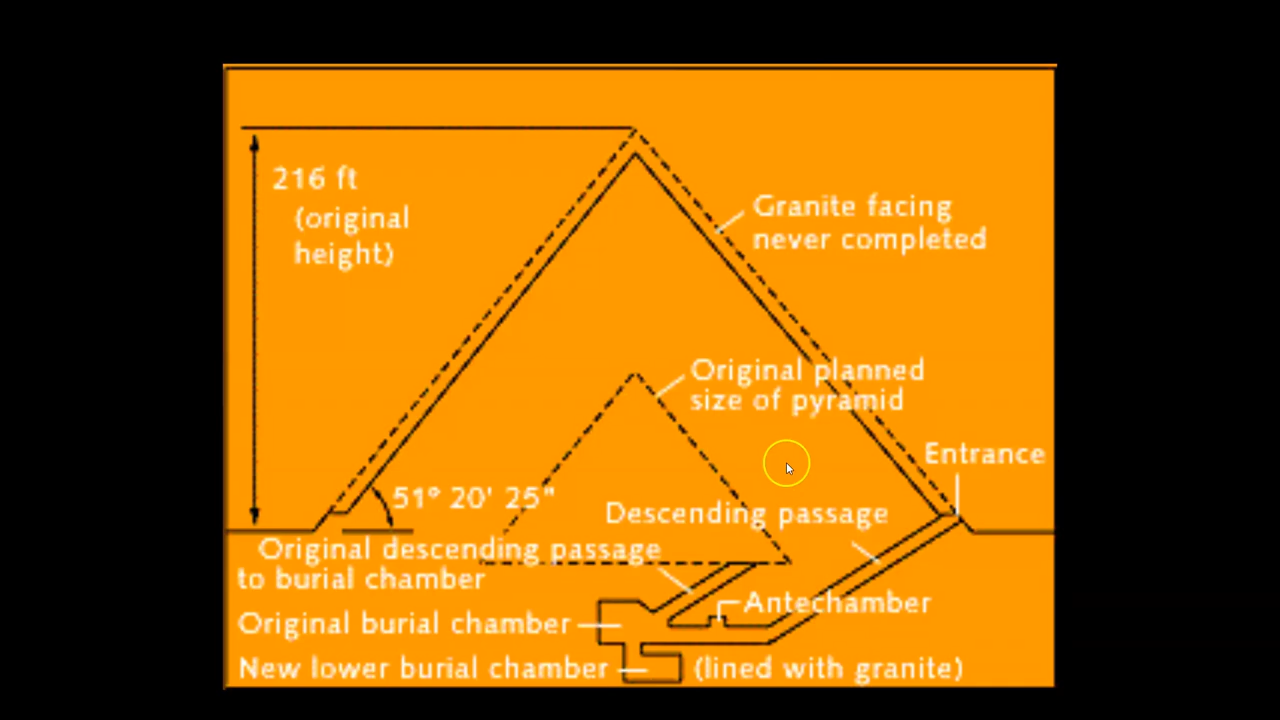 216 ft
(original
height)
Granite facing
never completed
Original planned
size of pyramid
Entrance
51° 20' 25"
Descending passage
Original descending passage
to burial chamber
Antechamber
Original burial chamber
New lower burial chamber
(lined with granite)